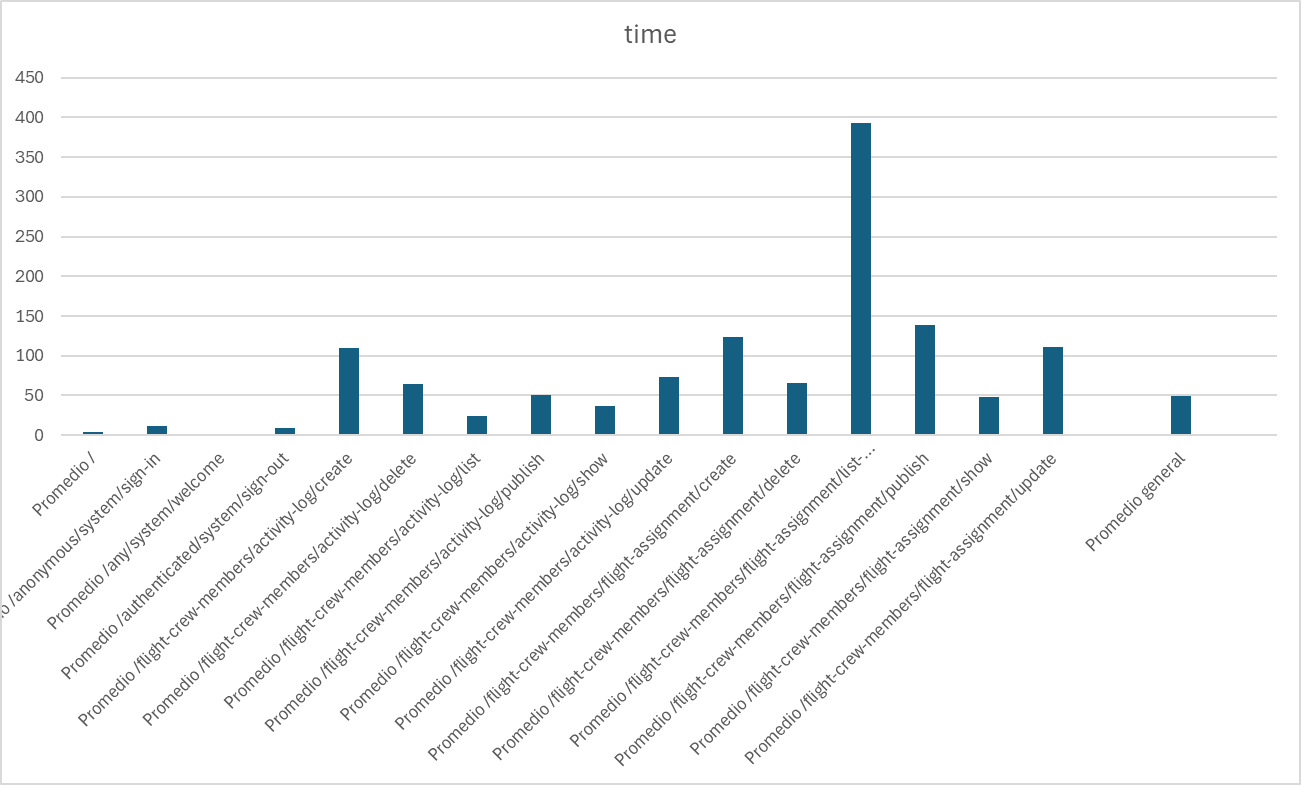 time
450
400
350
300
250
200
150
100
50
0
Promedio /
io /anonymous/system/sign-in
Promedio /any/system/welcome
Promedio /authenticated/system/sign-out
Promedio /flight-crew-members/activity-log/create
Promedio /flight-crew-members/activity-log/delete
Promedio /flight-crew-members/activity-log/list
Promedio /flight-crew-members/activity-log/publish
Promedio /flight-crew-members/activity-log/show
Promedio /flight-crew-members/activity-log/update
Promedio /flight-crew-members/flight-assignment/create
Promedio /flight-crew-members/flight-assignment/delete
Promedio /flight-crew-members/flight-assignment/list-...
Promedio /flight-crew-members/flight-assignment/publish
Promedio /flight-crew-members/flight-assignment/show
Promedio /flight-crew-members/flight-assignment/update
Promedio general